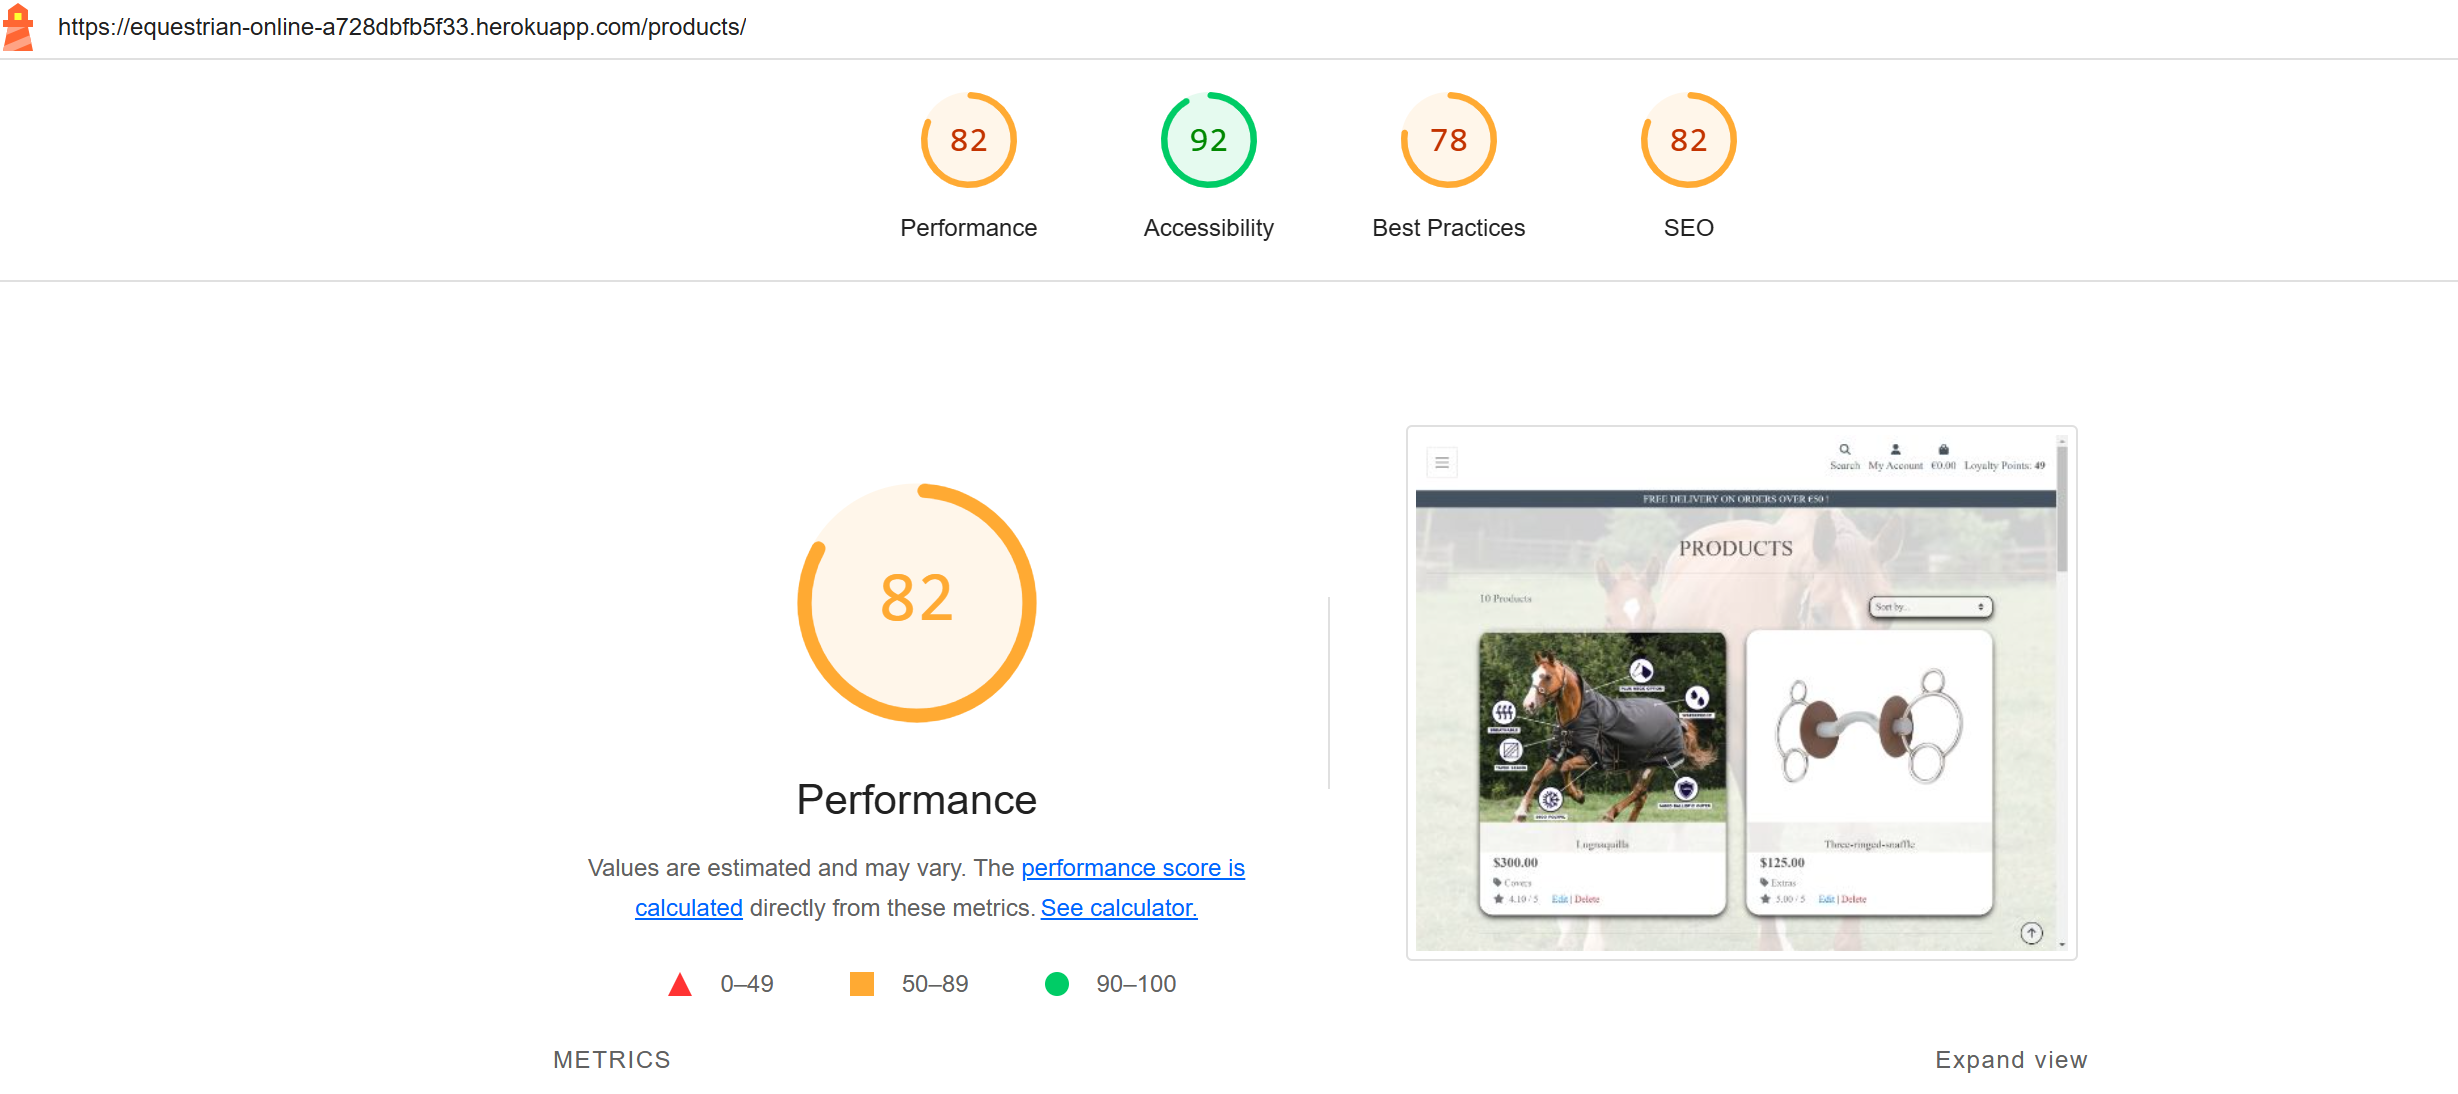 https://equestrian-online-a728dbfb5f33.herokuapp.com/products/
82
92
78
82
Performance
Accessibility
Best Practices
SEO
82
Performance
Values are estimated and may vary. The performance score is
calculated directly from these metrics. See calculator.
0–49
50–89
90–100
METRICS
Expand view
Search
My Account
€0.00
Loyalty Points: 49
FREE DELIVERY ON ORDERS OVER €50 !
PRODUCTS
10 Products
Sort by...
$300.00
Covers
4.10 / 5
Edit | Delete
Three-ringed-snaffle
$125.00
Extras
5.00 / 5
Edit | Delete